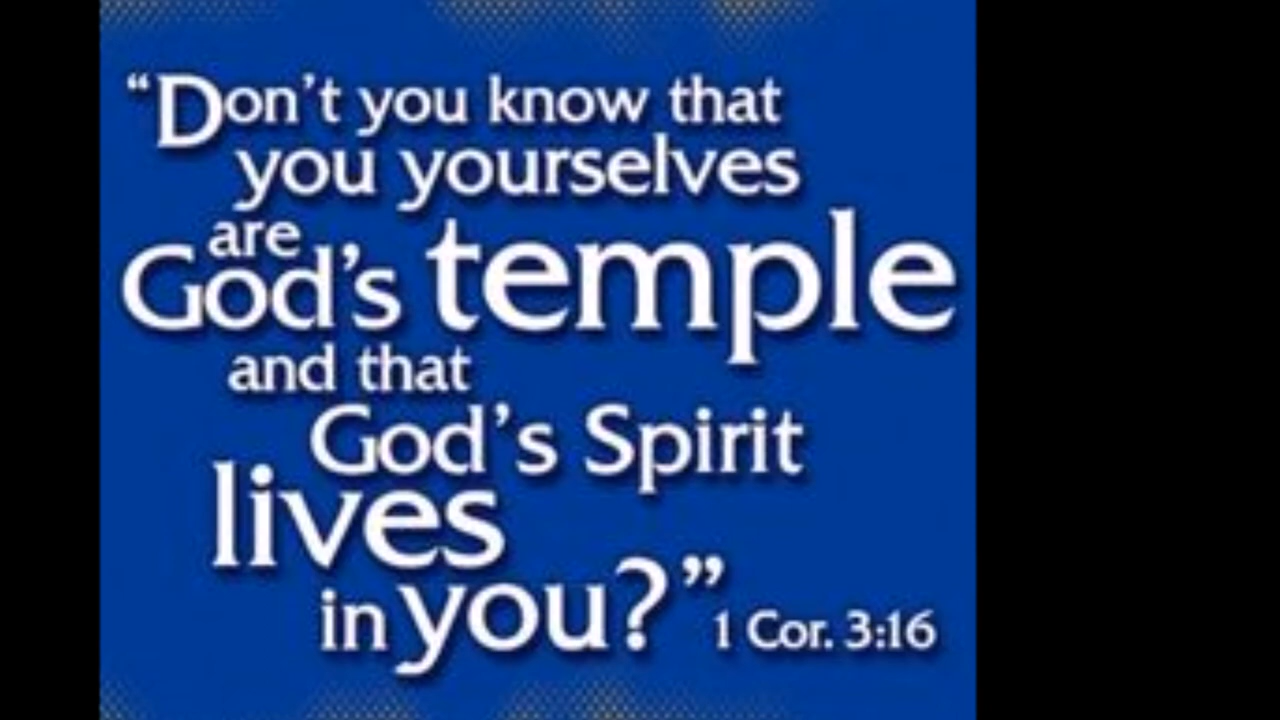 “Don’t you know that
you yourselves
are
God’s temple
and that
God’s Spirit
lives
in you?”
1 Cor. 3:16